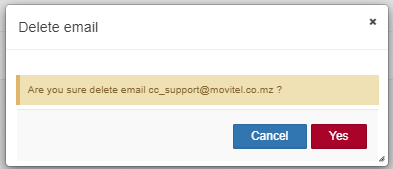 Delete email
Are you sure delete email cc_support@movitel.co.mz ?
Cancel Yes